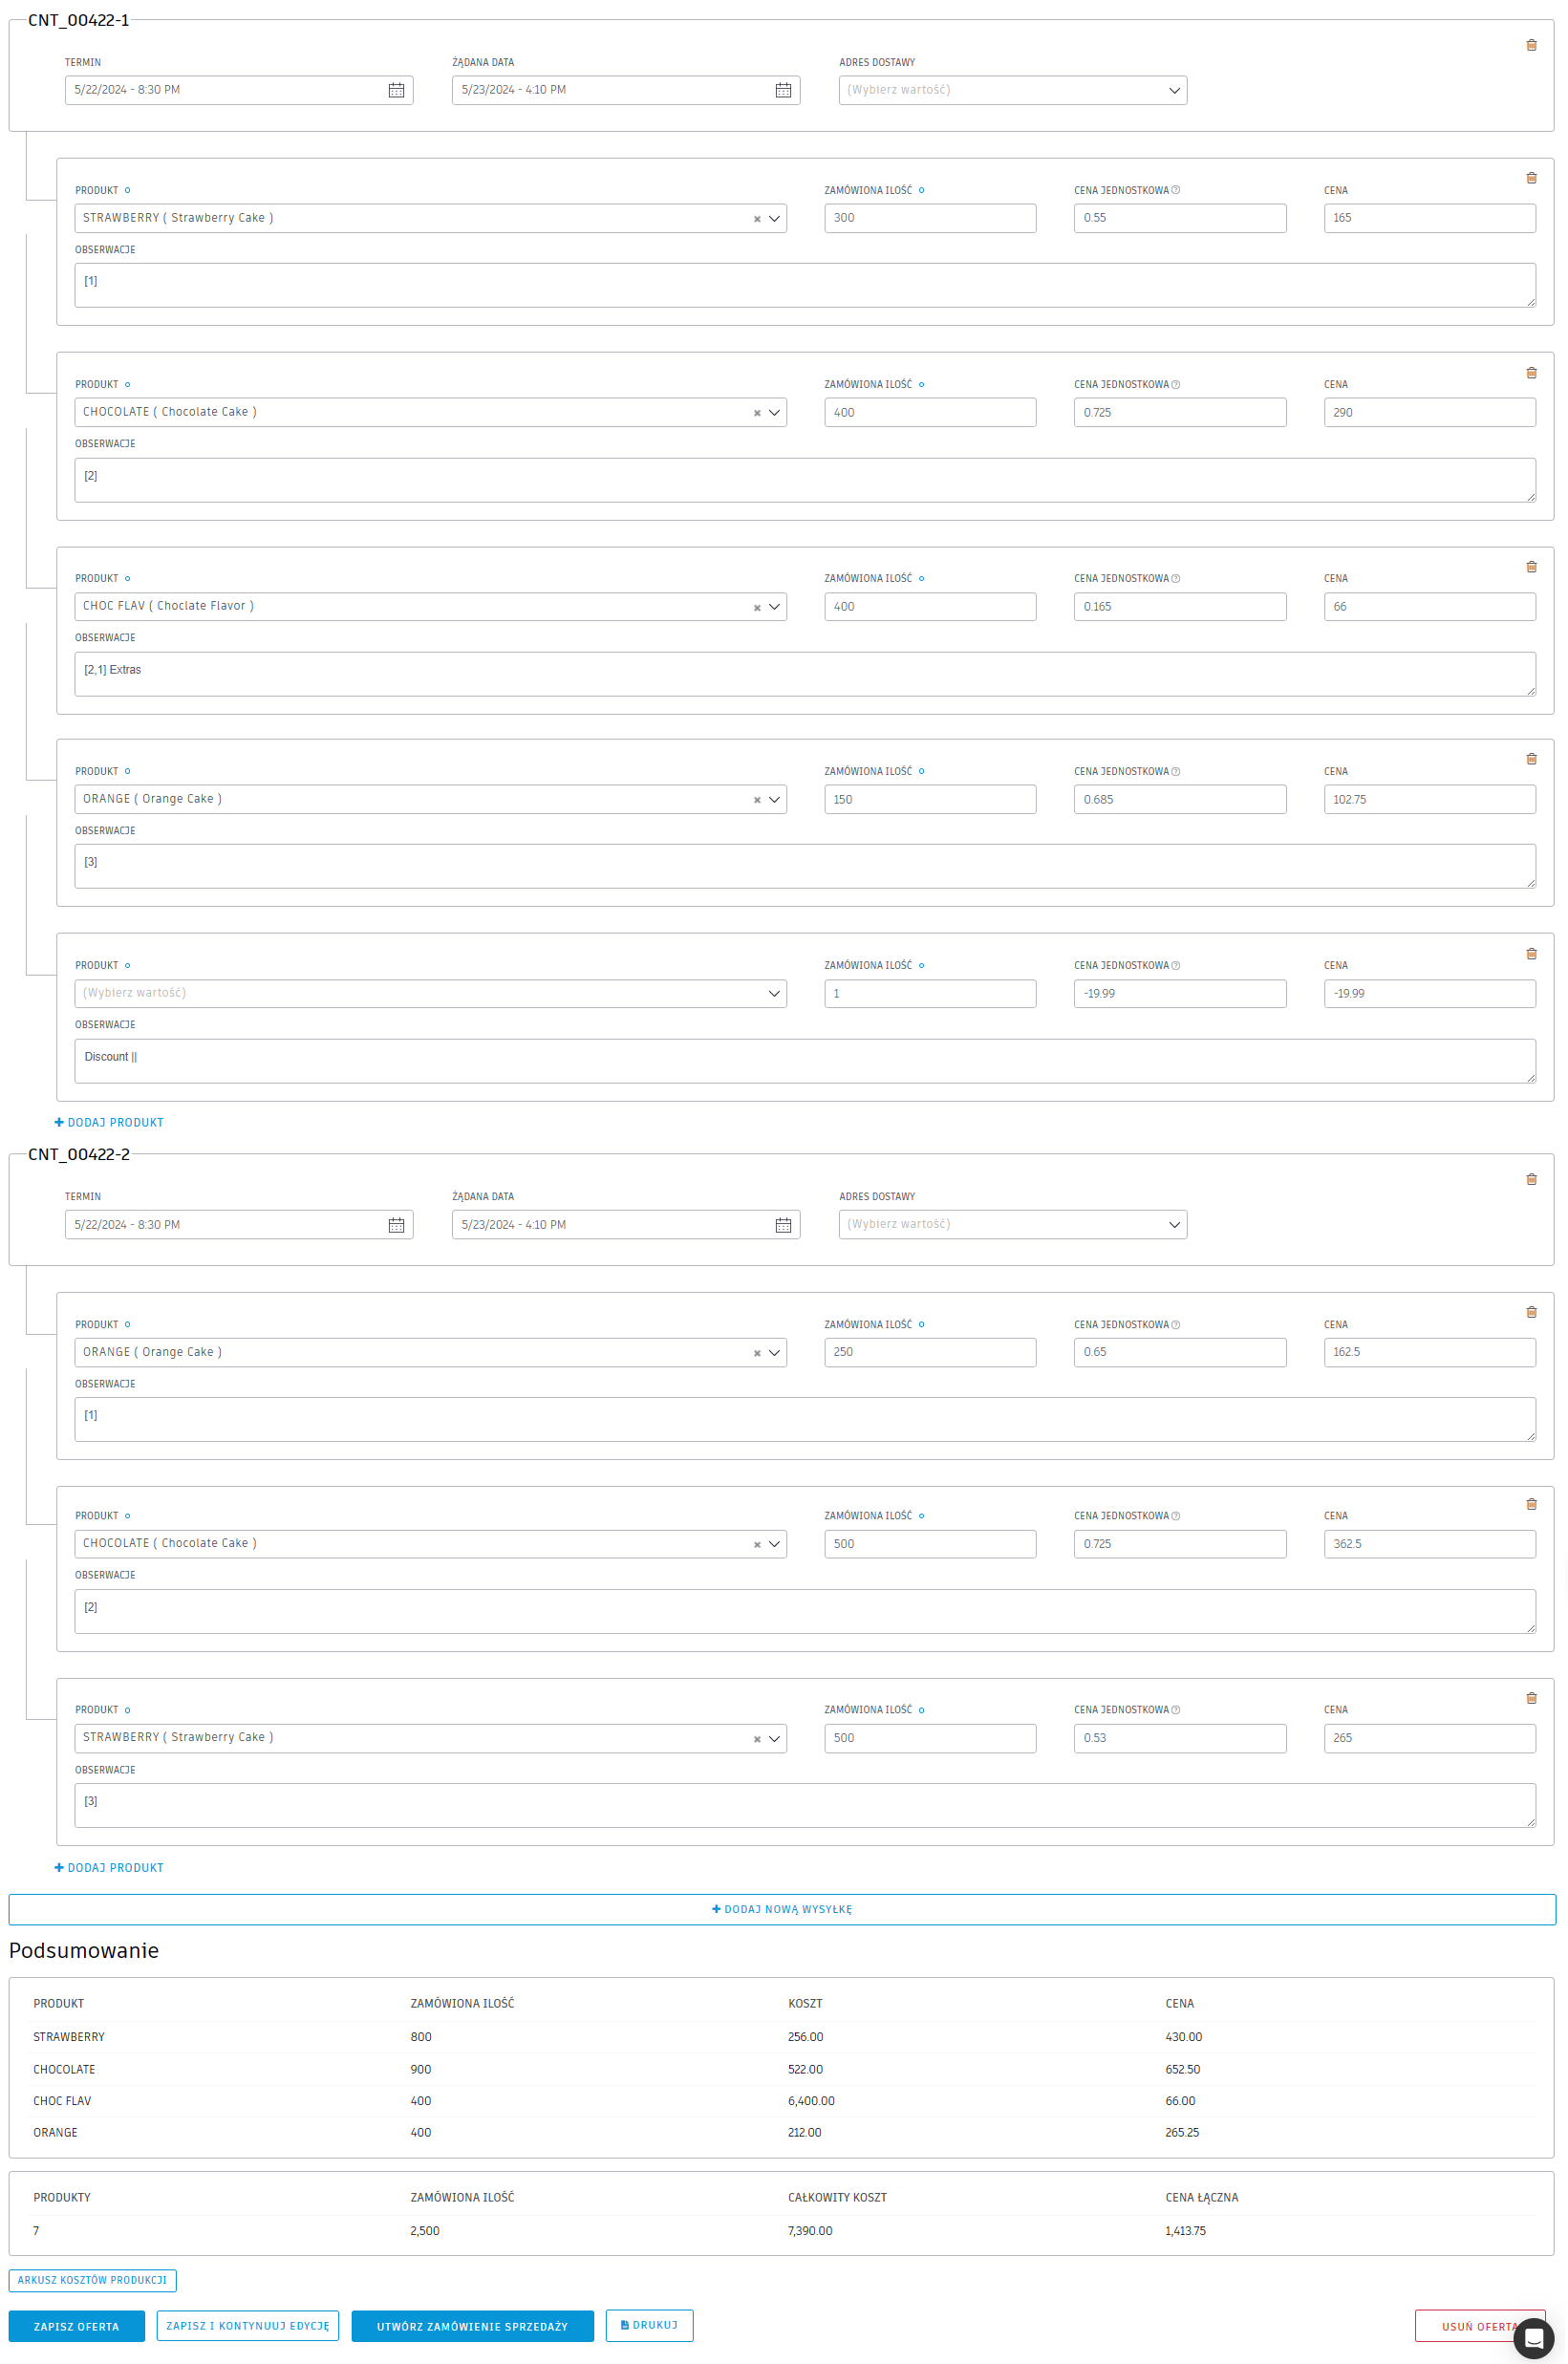 CNT_00422-1
TERMIN ŻĄDANA DATA ADRES DOSTAWY
5/22/2024 - 8:30 PM 5/23/2024 - 4:10 PM (Wybierz wartość)
PRODUKT ZAMÓWIONA ILOŚĆ CENA JEDNOSTKOWA CENA
STRAWBERRY ( Strawberry Cake ) 300 0.55 165
OBSERWACJE
[1]
PRODUKT ZAMÓWIONA ILOŚĆ CENA JEDNOSTKOWA CENA
CHOCOLATE ( Chocolate Cake ) 400 0.725 290
OBSERWACJE
[2]
PRODUKT ZAMÓWIONA ILOŚĆ CENA JEDNOSTKOWA CENA
CHOC FLAV ( Choclate Flavor ) 400 0.165 66
OBSERWACJE
[2,1] Extras
PRODUKT ZAMÓWIONA ILOŚĆ CENA JEDNOSTKOWA CENA
ORANGE ( Orange Cake ) 150 0.685 102.75
OBSERWACJE
[3]
PRODUKT ZAMÓWIONA ILOŚĆ CENA JEDNOSTKOWA CENA
(Wybierz wartość) 1 -19.99 -19.99
OBSERWACJE
Discount ||
+ DODAJ PRODUKT
CNT_00422-2
TERMIN ŻĄDANA DATA ADRES DOSTAWY
5/22/2024 - 8:30 PM 5/23/2024 - 4:10 PM (Wybierz wartość)
PRODUKT ZAMÓWIONA ILOŚĆ CENA JEDNOSTKOWA CENA
ORANGE ( Orange Cake ) 250 0.65 162.5
OBSERWACJE
[1]
PRODUKT ZAMÓWIONA ILOŚĆ CENA JEDNOSTKOWA CENA
CHOCOLATE ( Chocolate Cake ) 500 0.725 362.5
OBSERWACJE
[2]
PRODUKT ZAMÓWIONA ILOŚĆ CENA JEDNOSTKOWA CENA
STRAWBERRY ( Strawberry Cake ) 500 0.53 265
OBSERWACJE
[3]
+ DODAJ PRODUKT
+ DODAJ NOWĄ WYSYŁKĘ
Podsumowanie
PRODUKT ZAMÓWIONA ILOŚĆ KOSZT CENA
STRAWBERRY 800 256.00 430.00
CHOCOLATE 900 522.00 652.50
CHOC FLAV 400 6,400.00 66.00
ORANGE 400 212.00 265.25
PRODUKTY ZAMÓWIONA ILOŚĆ CAŁKOWITY KOSZT CENA ŁĄCZNA
7 2,500 7,390.00 1,413.75
ARKUSZ KOSZTÓW PRODUKCJI
ZAPISZ OFERTA ZAPISZ I KONTYNUUJ EDYCJĘ UTWÓRZ ZAMÓWIENIE SPRZEDAŻY DRUKUJ USUŃ OFERTA